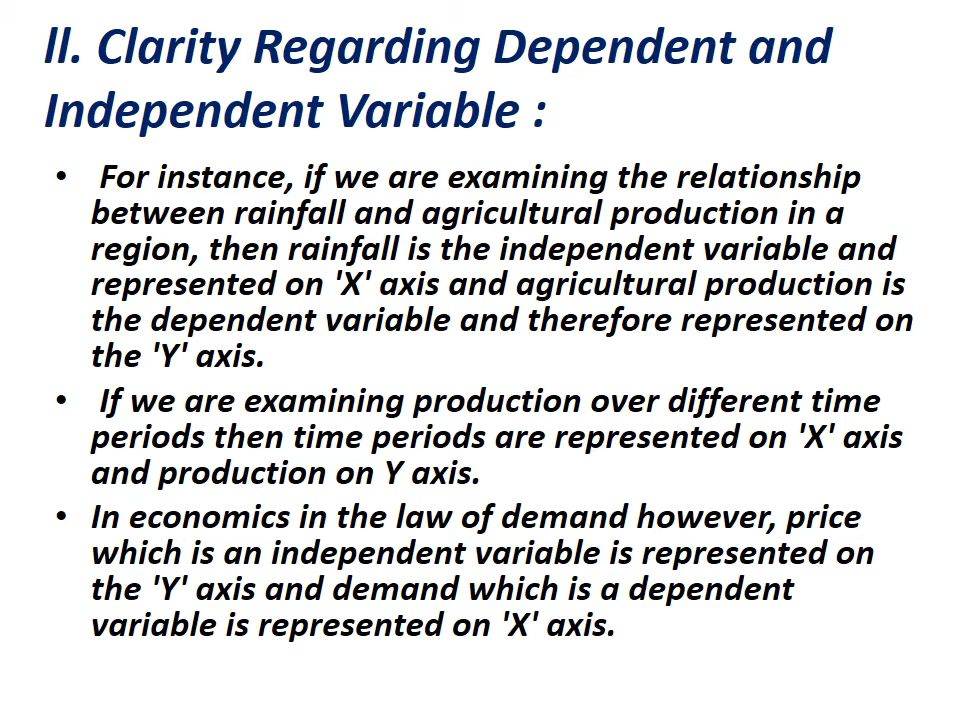 ll. Clarity Regarding Dependent and
Independent Variable :
• For instance, if we are examining the relationship
between rainfall and agricultural production in a
region, then rainfall is the independent variable and
represented on 'X' axis and agricultural production is
the dependent variable and therefore represented on
the 'Y' axis.
• If we are examining production over different time
periods then time periods are represented on 'X' axis
and production on Y axis.
• In economics in the law of demand however, price
which is an independent variable is represented on
the 'Y' axis and demand which is a dependent
variable is represented on 'X' axis.